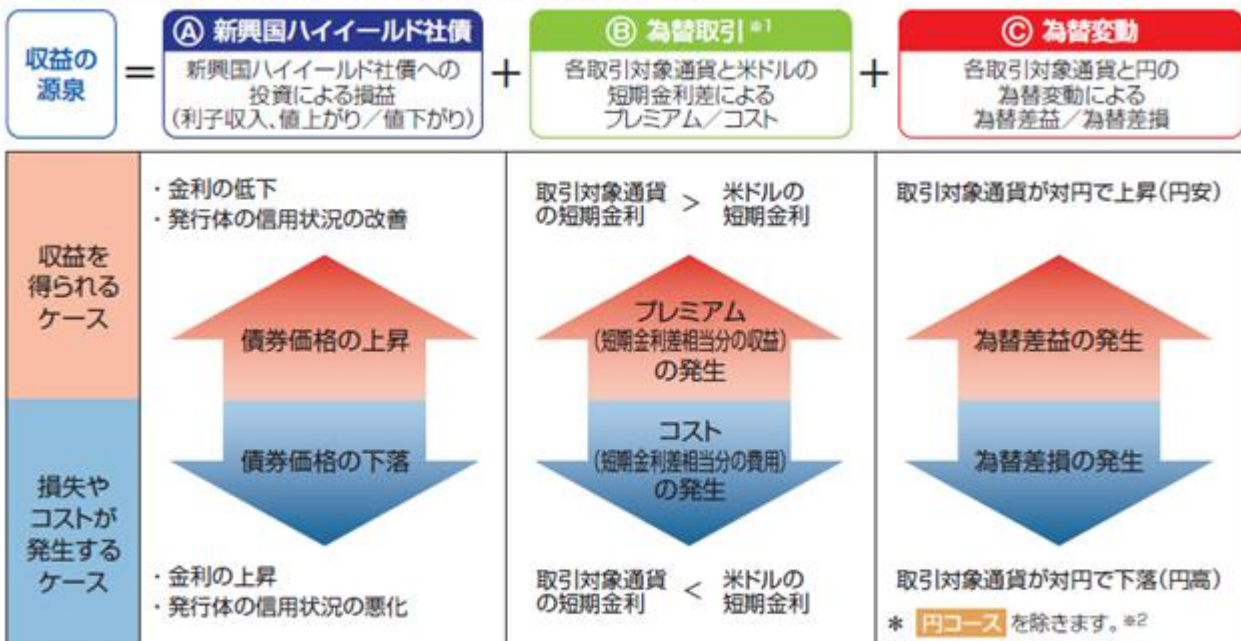 収益の
源泉
=
Ⓐ 新興国ハイイールド社債
新興国ハイイールド社債への
投資による損益
(利子収入、値上がり/値下がり)
+
Ⓑ 為替取引※1
各取引対象通貨と米ドルの
短期金利差による
プレミアム/コスト
+
Ⓒ 為替変動
各取引対象通貨と円の
為替変動による
為替差益/為替差損
収益を
得られる
ケース
・金利の低下
・発行体の信用状況の改善
債券価格の上昇
取引対象通貨の短期金利 > 米ドルの短期金利
プレミアム
(短期金利差相当分の収益)
の発生
取引対象通貨が対円で上昇(円安)
為替差益の発生
損失や
コストが
発生する
ケース
債券価格の下落
・金利の上昇
・発行体の信用状況の悪化
コスト
(短期金利差相当分の費用)
の発生
取引対象通貨の短期金利 < 米ドルの短期金利
為替差損の発生
取引対象通貨が対円で下落(円高)
* 円コース を除きます。※2